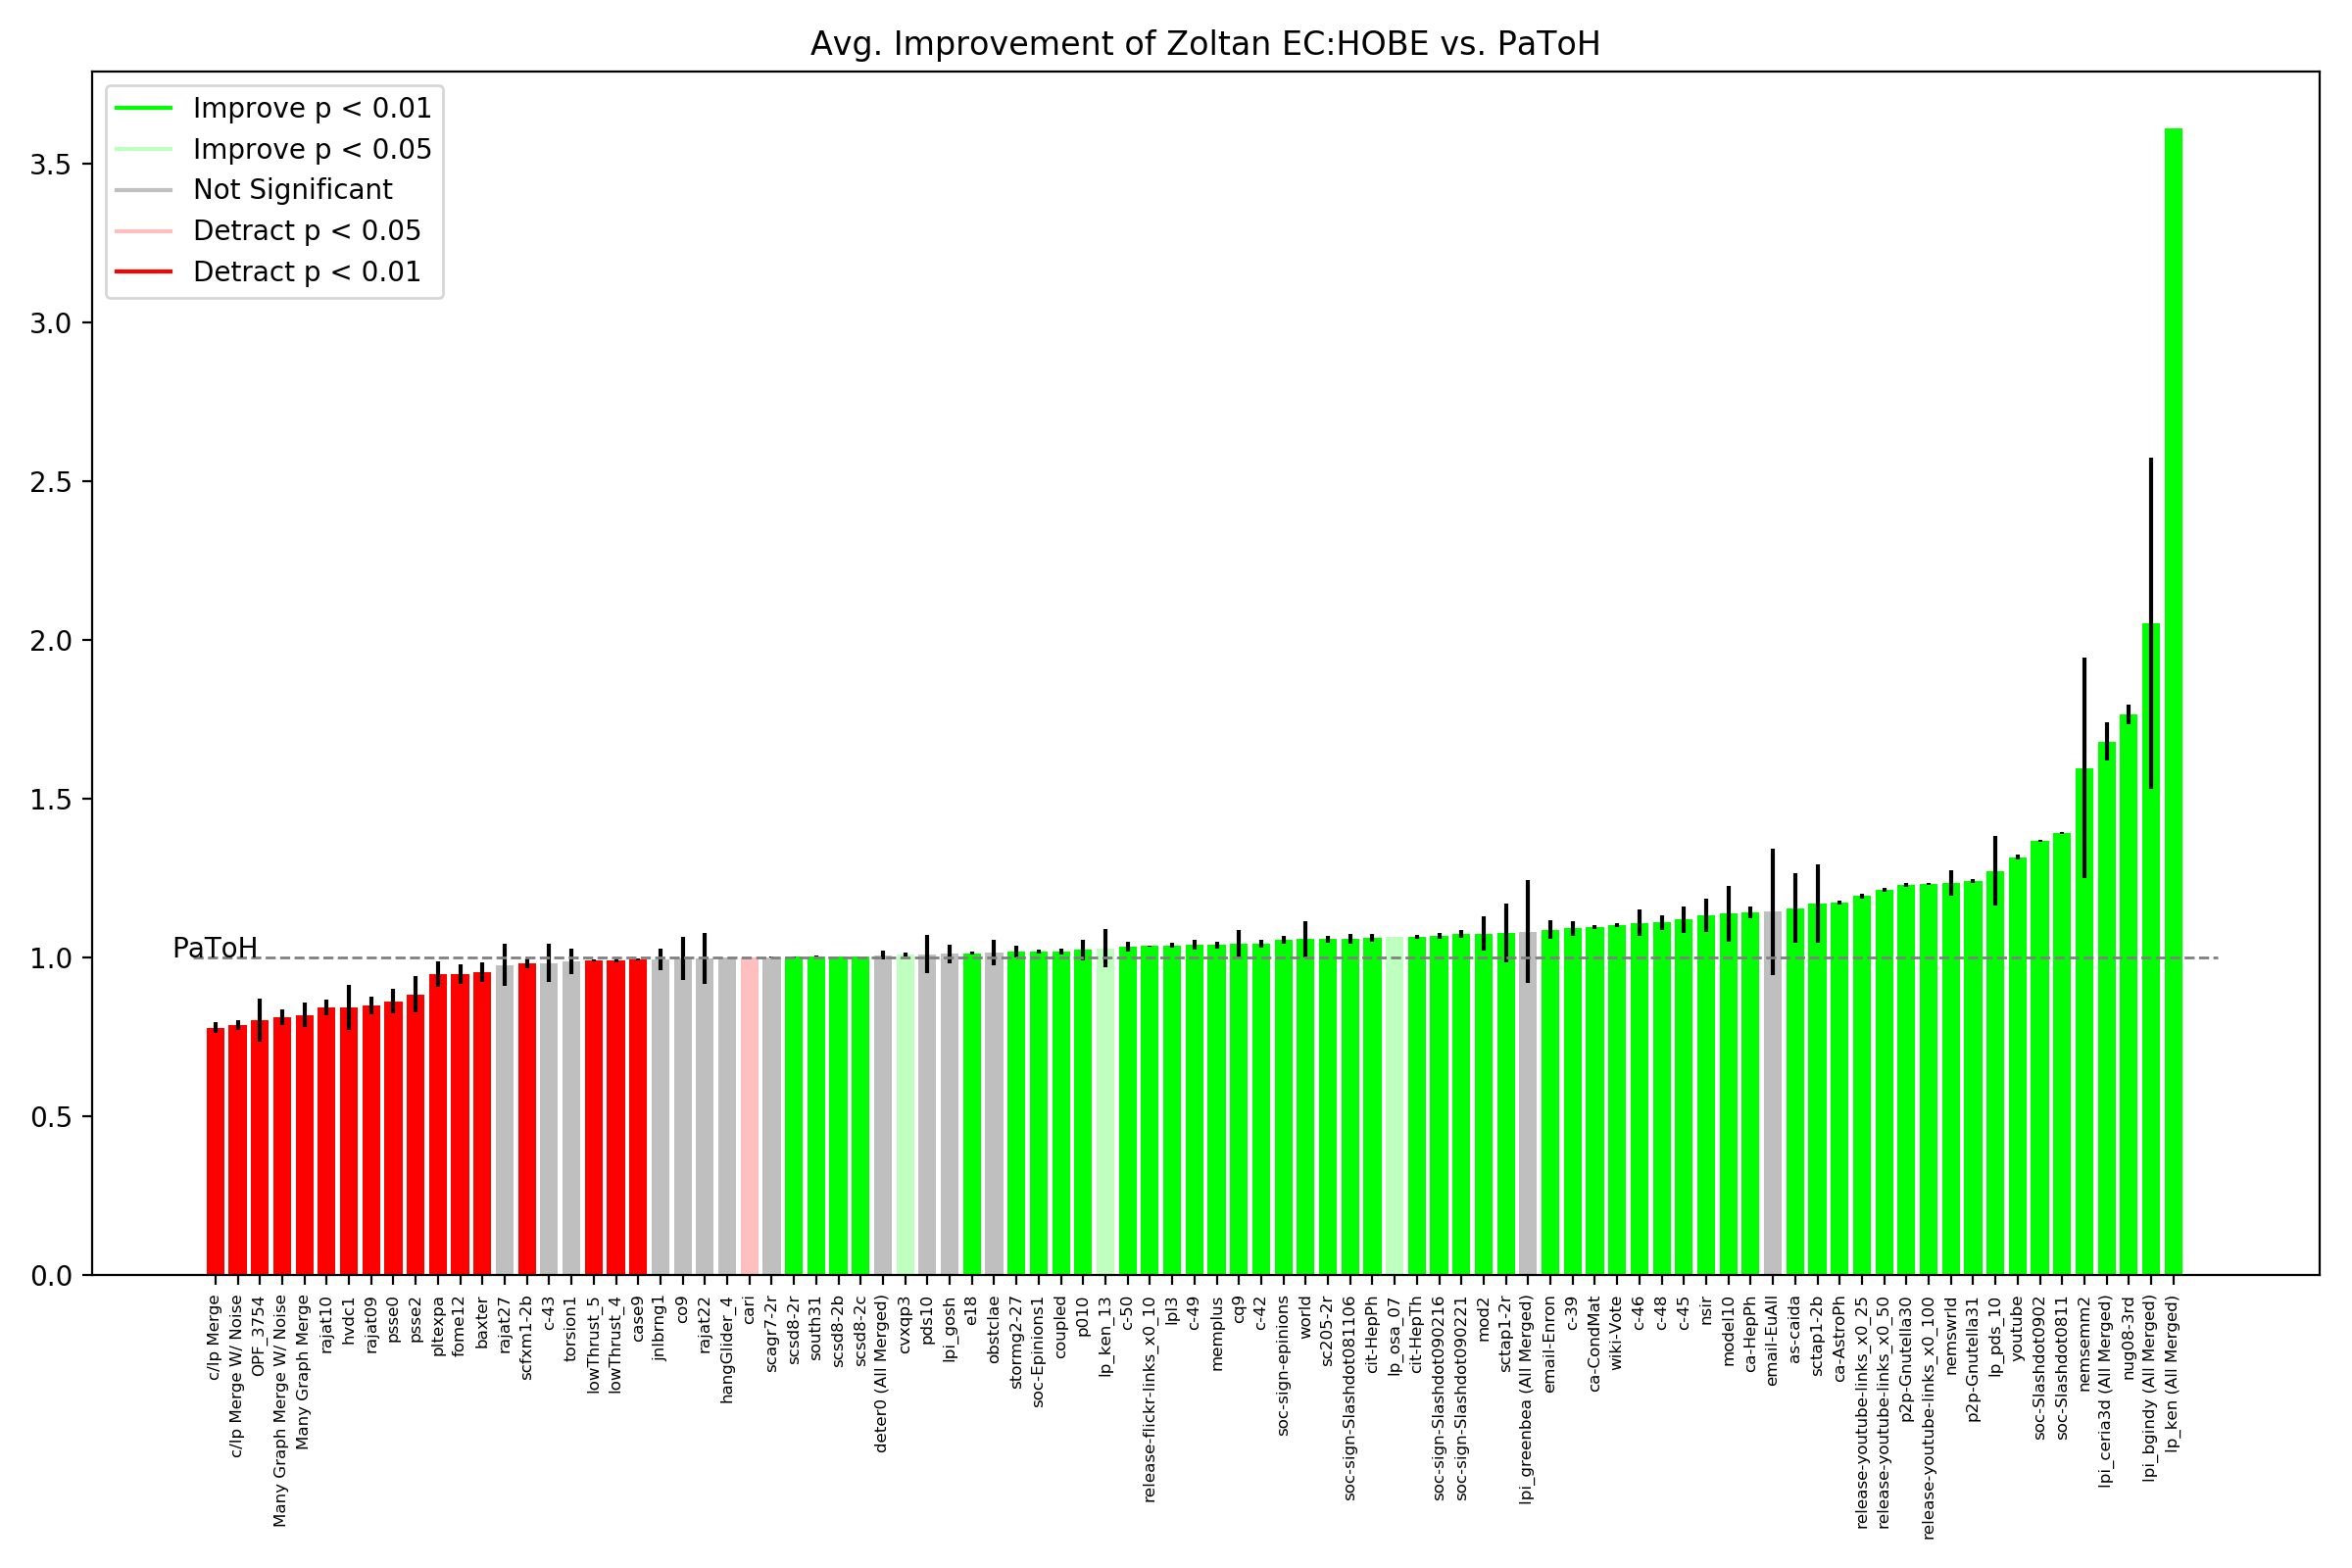 Avg. Improvement of Zoltan EC:HOBE vs. PaToH
Improve p < 0.01
Improve p < 0.05
Not Significant
Detract p < 0.05
Detract p < 0.01
3.5
3.0
2.5
2.0
1.5
1.0
0.5
0.0
PaToH
c/lp Merge
c/lp Merge W/ Noise
OPF_3754
Many Graph Merge W/ Noise
Many Graph Merge
rajat10
hvdc1
rajat09
psse0
psse2
pltexpa
fome12
baxter
rajat27
scfxm1-2b
c-43
torsion1
lowThrust_5
lowThrust_4
case9
jnlbrng1
co9
rajat22
hangGlider_4
cari
scagr7-2r
scsd8-2r
south31
scsd8-2b
scsd8-2c
deter0 (All Merged)
cvxqp3
pds10
lpi_gosh
e18
obstclae
stormg2-27
soc-Epinions1
coupled
p010
lp_ken_13
c-50
release-flickr-links_x0_10
lpl3
c-49
memplus
cq9
c-42
soc-sign-epinions
world
sc205-2r
soc-sign-Slashdot081106
cit-HepPh
lp_osa_07
cit-HepTh
soc-sign-Slashdot090216
soc-sign-Slashdot090221
mod2
sctap1-2r
lpi_greenbea (All Merged)
email-Enron
c-39
ca-CondMat
wiki-Vote
c-46
c-48
c-45
nsir
model10
ca-HepPh
email-EuAll
as-caida
sctap1-2b
ca-AstroPh
release-youtube-links_x0_25
release-youtube-links_x0_50
p2p-Gnutella30
release-youtube-links_x0_100
nemswrld
p2p-Gnutella31
lp_pds_10
youtube
soc-Slashdot0902
soc-Slashdot0811
nemsemm2
lpi_ceria3d (All Merged)
nug08-3rd
lpi_bgindy (All Merged)
lp_ken (All Merged)